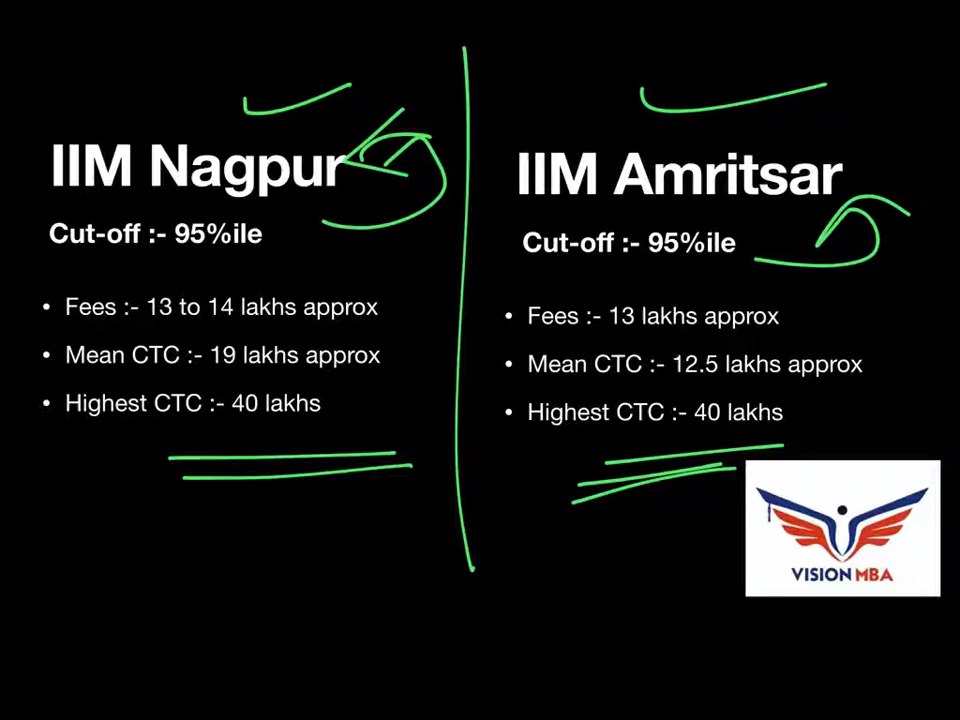 IIM Nagpur
Cut-off :- 95%ile
• Fees :- 13 to 14 lakhs approx
• Mean CTC :- 19 lakhs approx
• Highest CTC :- 40 lakhs
IIM Amritsar
Cut-off :- 95%ile
• Fees :- 13 lakhs approx
• Mean CTC :- 12.5 lakhs approx
• Highest CTC :- 40 lakhs
VISION MBA